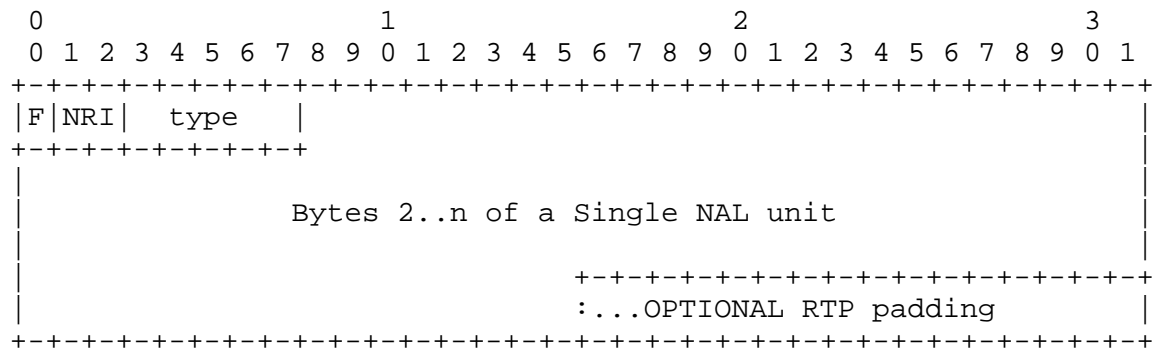 0                   1                   2                   3
 0 1 2 3 4 5 6 7 8 9 0 1 2 3 4 5 6 7 8 9 0 1 2 3 4 5 6 7 8 9 0 1
+-+-+-+-+-+-+-+-+-+-+-+-+-+-+-+-+-+-+-+-+-+-+-+-+-+-+-+-+-+-+-+-+
|F|NRI|  type   |                                               |
+-+-+-+-+-+-+-+-+                                               |
|                                                               |
|               Bytes 2..n of a Single NAL unit                 |
|                                                               |
|                               +-+-+-+-+-+-+-+-+-+-+-+-+-+-+-+-+
|                               :...OPTIONAL RTP padding        |
+-+-+-+-+-+-+-+-+-+-+-+-+-+-+-+-+-+-+-+-+-+-+-+-+-+-+-+-+-+-+-+-+